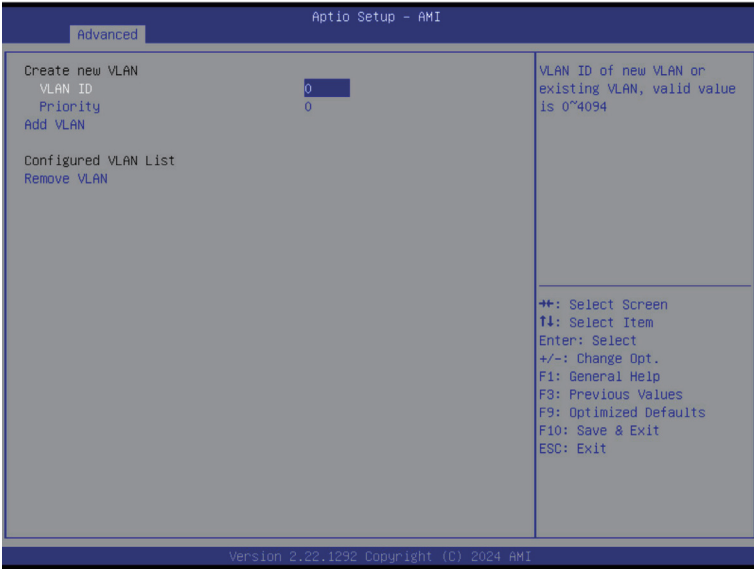 Aptio Setup – AMI
Advanced
Create new VLAN
VLAN ID 0
Priority 0
Add VLAN
Configured VLAN List
Remove VLAN
VLAN ID of new VLAN or
existing VLAN, valid value
is 0~4094
→←: Select Screen
↑↓: Select Item
Enter: Select
+/-: Change Opt.
F1: General Help
F3: Previous Values
F9: Optimized Defaults
F10: Save & Exit
ESC: Exit
Version 2.22.1292 Copyright (C) 2024 AMI